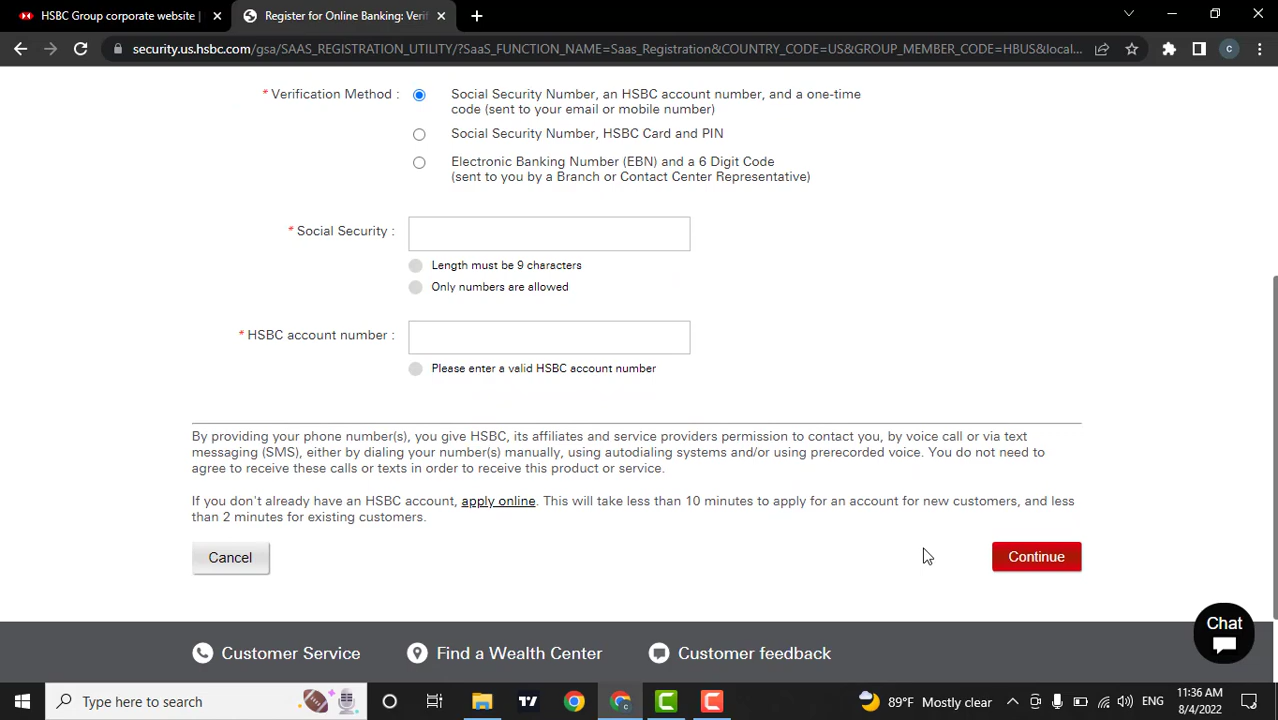 HSBC Group corporate website |
Register for Online Banking: Verif
security.us.hsbc.com/gsa/SAAS_REGISTRATION_UTILITY/?SaaS_FUNCTION_NAME=Saas_Registration&COUNTRY_CODE=US&GROUP_MEMBER_CODE=HBUS&local...
c
* Verification Method :
Social Security Number, an HSBC account number, and a one-time
code (sent to your email or mobile number)
Social Security Number, HSBC Card and PIN
Electronic Banking Number (EBN) and a 6 Digit Code
(sent to you by a Branch or Contact Center Representative)
* Social Security :
Length must be 9 characters
Only numbers are allowed
* HSBC account number :
Please enter a valid HSBC account number
By providing your phone number(s), you give HSBC, its affiliates and service providers permission to contact you, by voice call or via text
messaging (SMS), either by dialing your number(s) manually, using autodialing systems and/or using prerecorded voice. You do not need to
agree to receive these calls or texts in order to receive this product or service.
If you don't already have an HSBC account, apply online. This will take less than 10 minutes to apply for an account for new customers, and less
than 2 minutes for existing customers.
Cancel
Continue
Chat
Customer Service
Find a Wealth Center
Customer feedback
Type here to search
89°F Mostly clear
ENG
11:36 AM
8/4/2022